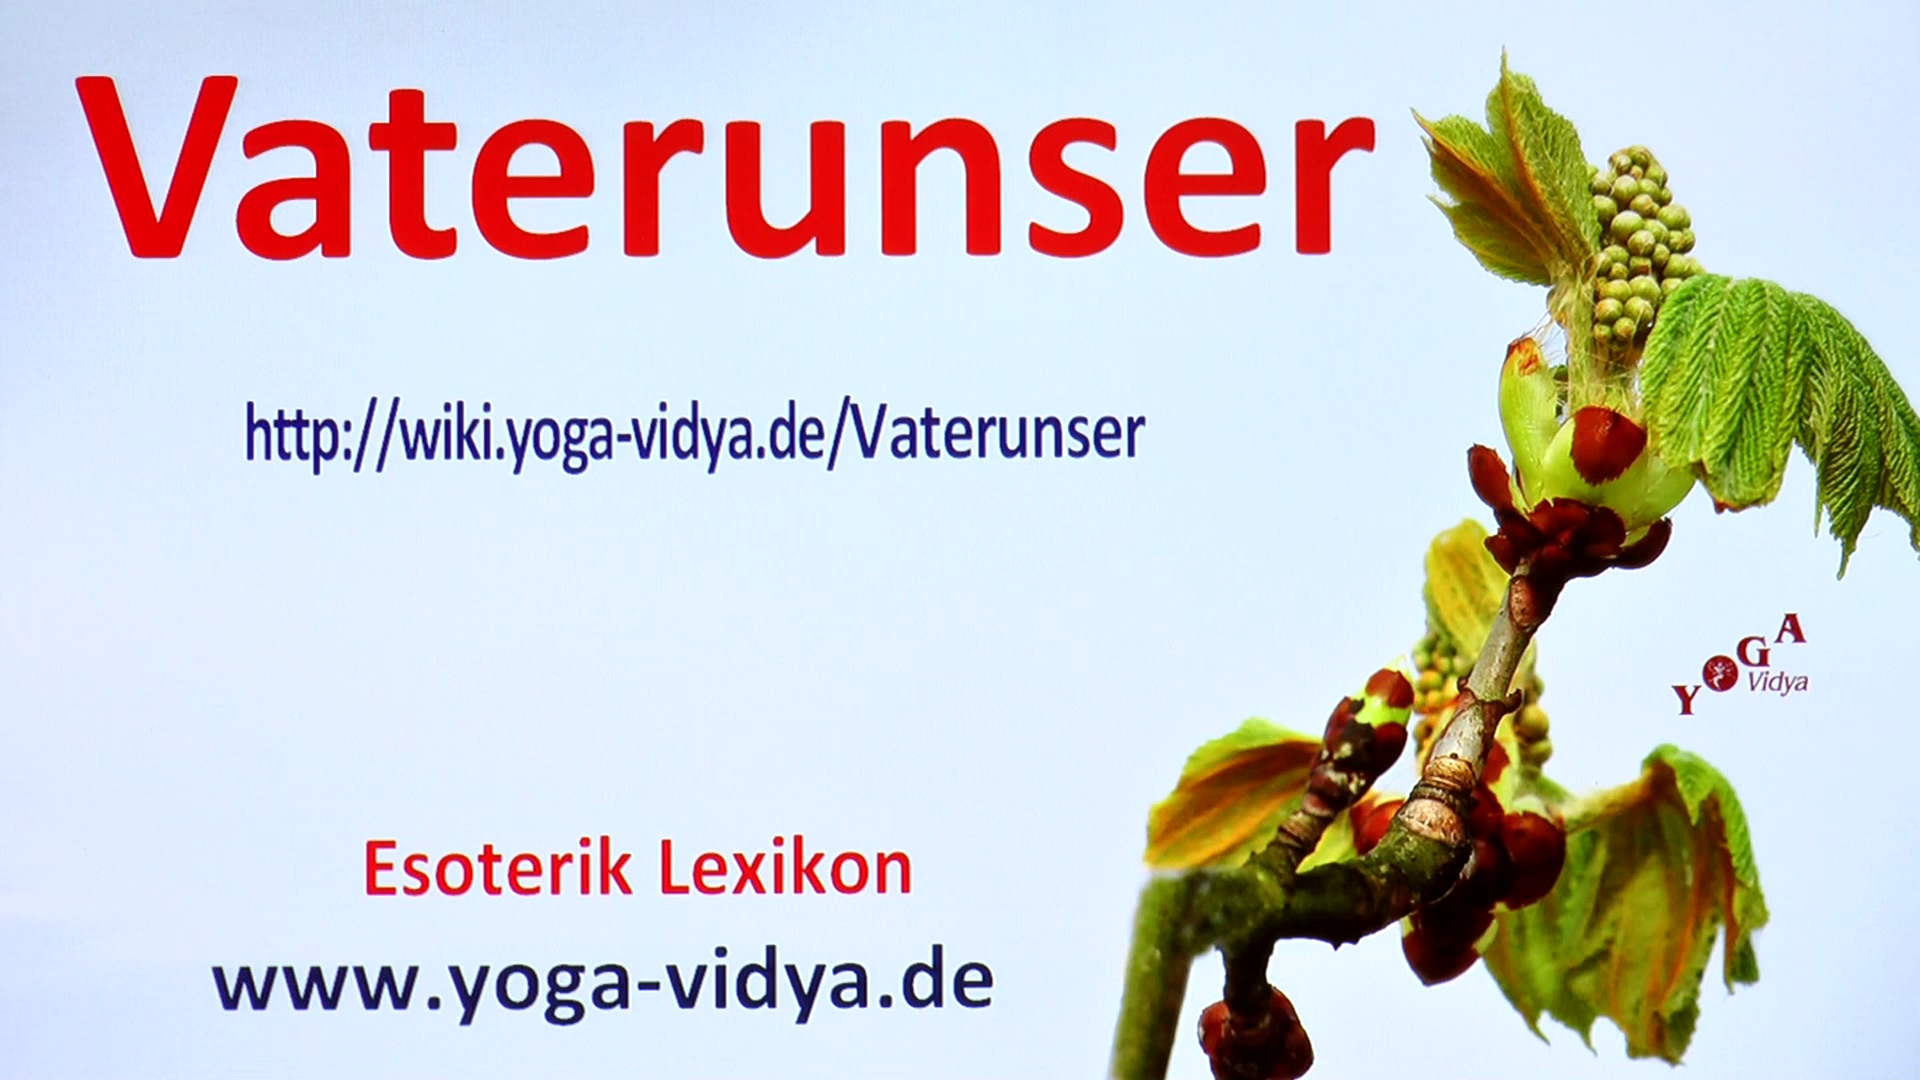 Vaterunser
http://wiki.yoga-vidya.de/Vaterunser
YOGA
Vidya
Esoterik Lexikon
www.yoga-vidya.de